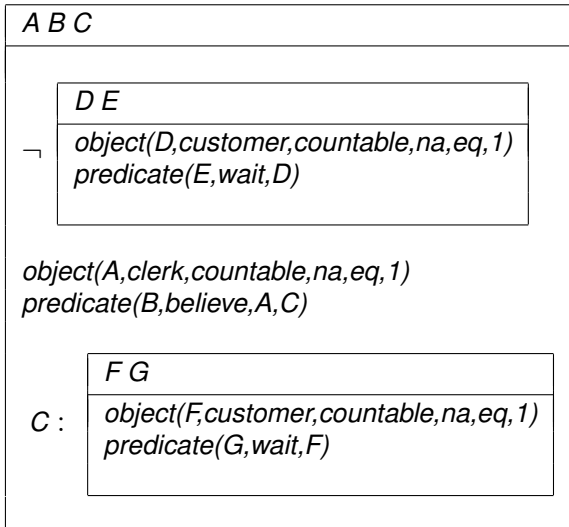 A B C
D E
¬ object(D,customer,countable,na,eq,1)
predicate(E,wait,D)
object(A,clerk,countable,na,eq,1)
predicate(B,believe,A,C)
F G
C : object(F,customer,countable,na,eq,1)
predicate(G,wait,F)